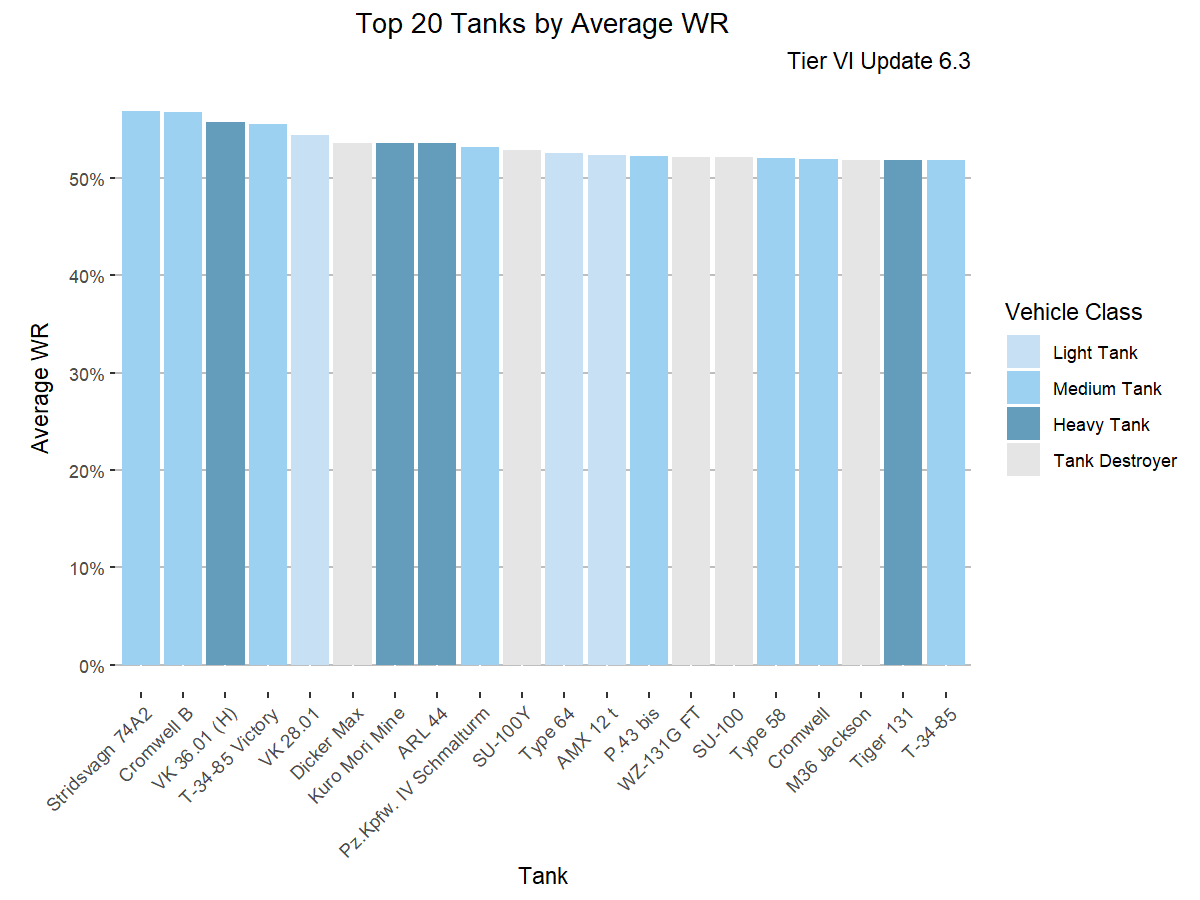 Top 20 Tanks by Average WR
Tier VI Update 6.3
50%
40%
30%
20%
10%
0%
Average WR
Stridsvagn 74A2
Cromwell B
VK 36.01 (H)
T-34-85 Victory
VK 28.01
Dicker Max
Kuro Mori Mine
ARL 44
Pz.Kpfw. IV Schmalturm
SU-100Y
Type 64
AMX 12 t
P.43 bis
WZ-131G FT
SU-100
Type 58
Cromwell
M36 Jackson
Tiger 131
T-34-85
Tank
Vehicle Class
Light Tank
Medium Tank
Heavy Tank
Tank Destroyer